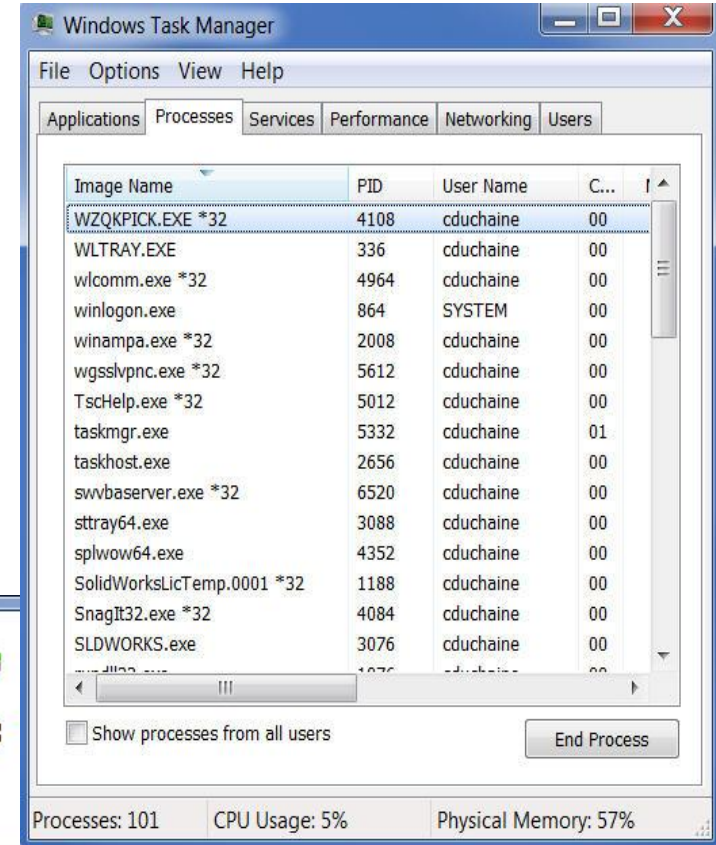 Windows Task Manager
File Options View Help
Applications Processes Services Performance Networking Users
Image Name PID User Name C...
WZQKPICK.EXE *32 4108 cduchaine 00
WLTRAY.EXE 336 cduchaine 00
wlcomm.exe *32 4964 cduchaine 00
winlogon.exe 864 SYSTEM 00
winampa.exe *32 2008 cduchaine 00
wgsslvpnc.exe *32 5612 cduchaine 00
TscHelp.exe *32 5012 cduchaine 00
taskmgr.exe 5332 cduchaine 01
taskhost.exe 2656 cduchaine 00
swvbaserver.exe *32 6520 cduchaine 00
sttray64.exe 3088 cduchaine 00
splwow64.exe 4352 cduchaine 00
SolidWorksLicTemp.0001 *32 1188 cduchaine 00
SnagIt32.exe *32 4084 cduchaine 00
SLDWORKS.exe 3076 cduchaine 00
Show processes from all users
End Process
Processes: 101 CPU Usage: 5% Physical Memory: 57%